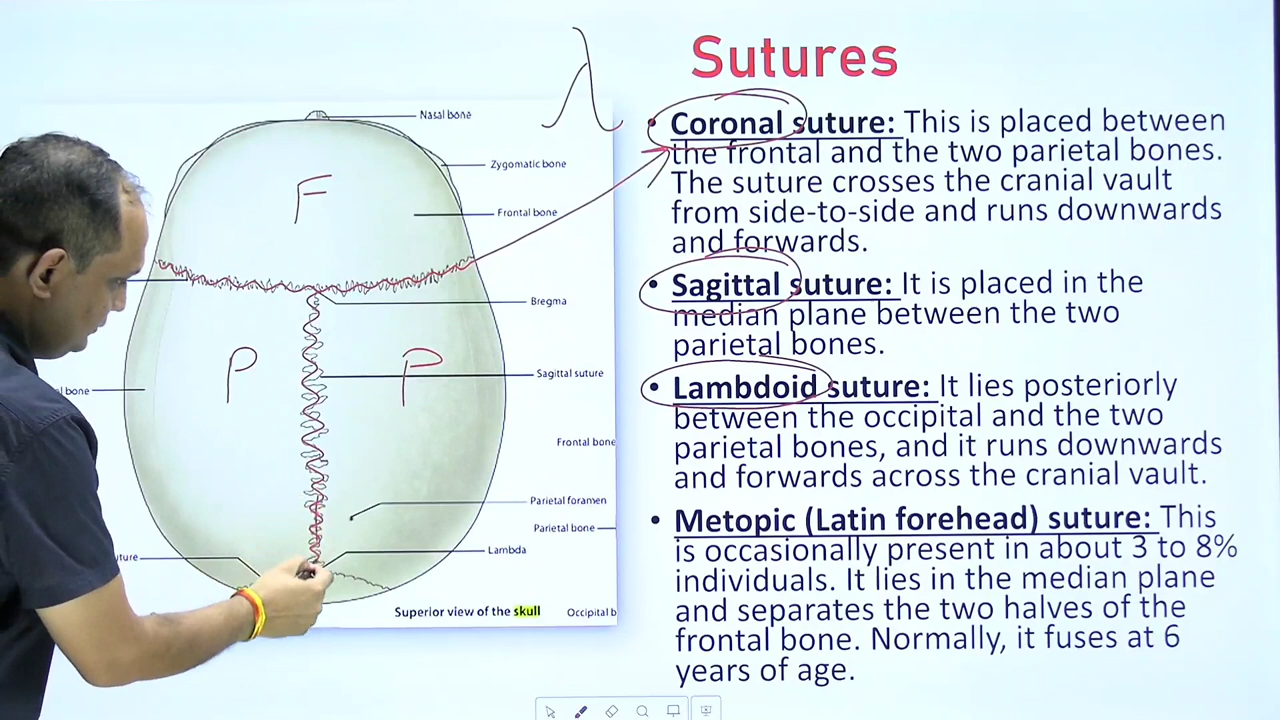 λ
Sutures
• Coronal suture: This is placed between
the frontal and the two parietal bones.
The suture crosses the cranial vault
from side-to-side and runs downwards
and forwards.
• Sagittal suture: It is placed in the
median plane between the two
parietal bones.
• Lambdoid suture: It lies posteriorly
between the occipital and the two
parietal bones, and it runs downwards
and forwards across the cranial vault.
• Metopic (Latin forehead) suture: This
is occasionally present in about 3 to 8%
individuals. It lies in the median plane
and separates the two halves of the
frontal bone. Normally, it fuses at 6
years of age.
Nasal bone
Zygomatic bone
F
Frontal bone
Bregma
P
P
Sagittal suture
l bone
Frontal bone
Parietal foramen
Parietal bone
Lambda
ture
Superior view of the skull
Occipital b